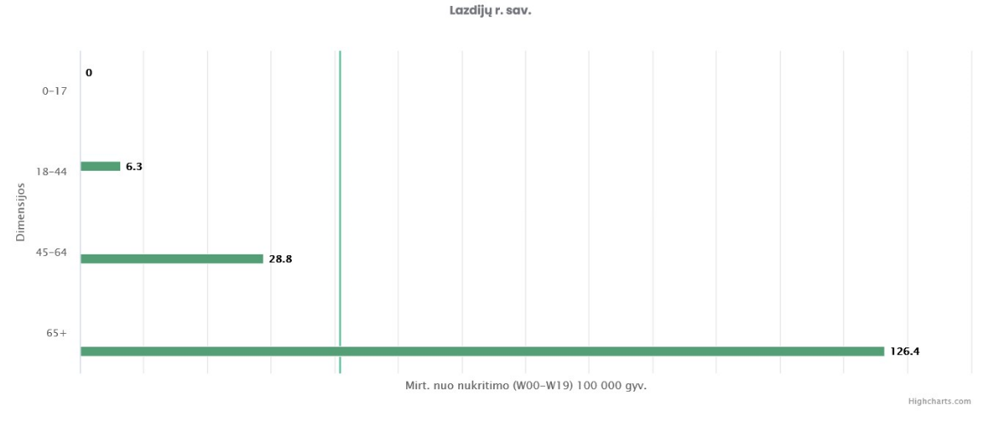 Lazdijų r. sav.
0
0–17
6.3
18–44
Dimensijos
45–64
28.8
65+
126.4
Mirt. nuo nukritimo (W00–W19) 100 000 gyv.
Highcharts.com